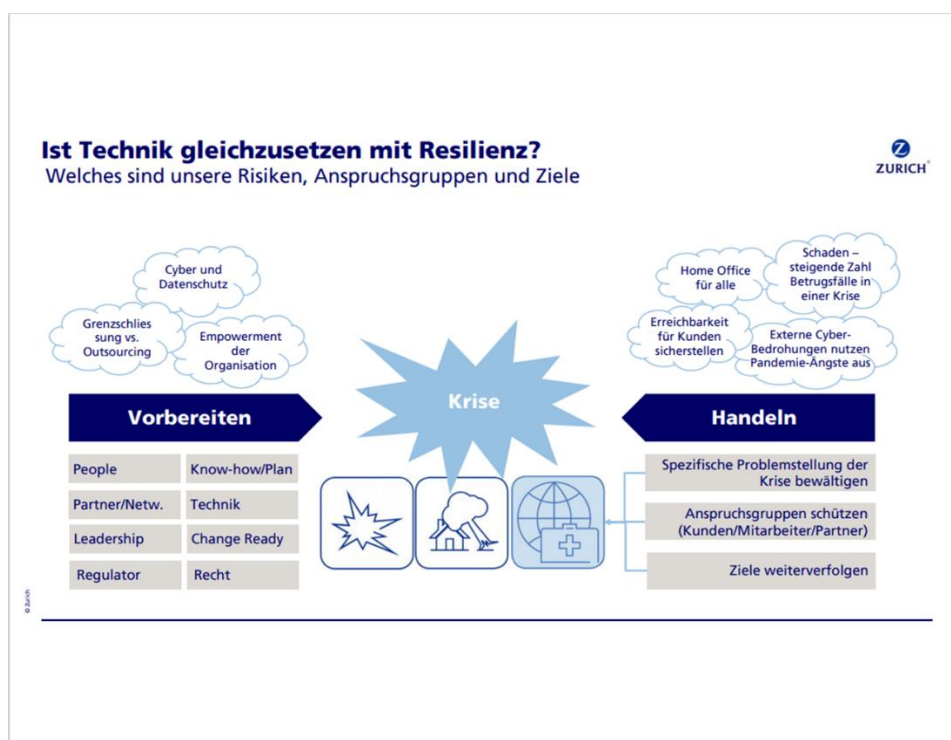 Ist Technik gleichzusetzen mit Resilienz?
Welches sind unsere Risiken, Anspruchsgruppen und Ziele
Z
ZURICH
Cyber und
Datenschutz
Grenzschlies
sung vs.
Outsourcing
Empowerment
der
Organisation
Home Office
für alle
Schaden –
steigende Zahl
Betrugsfälle in
einer Krise
Erreichbarkeit
für Kunden
sicherstellen
Externe Cyber-
Bedrohungen nutzen
Pandemie-Ängste aus
Vorbereiten
Krise
Handeln
People
Know-how/Plan
Partner/Netw.
Technik
Leadership
Change Ready
Regulator
Recht
Spezifische Problemstellung der
Krise bewältigen
Anspruchsgruppen schützen
(Kunden/Mitarbeiter/Partner)
Ziele weiterverfolgen
© Zurich